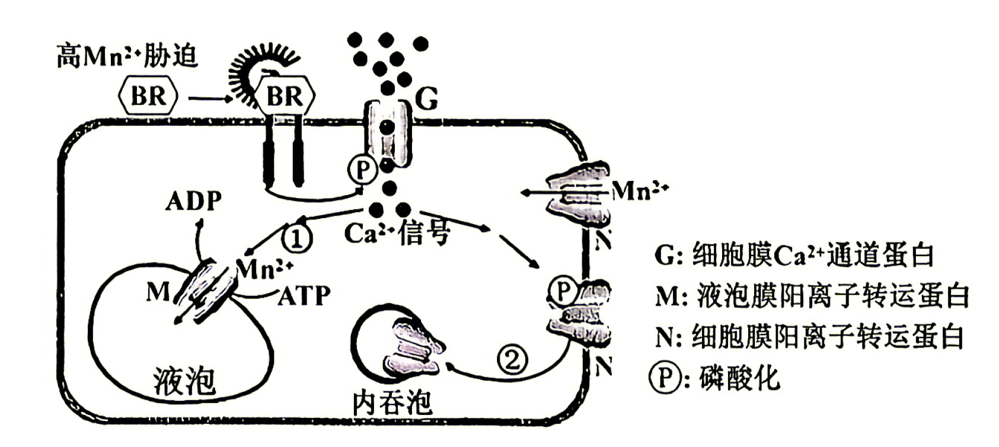 高Mn²⁺胁迫
BR
BR
G
P
Mn²⁺
N
ADP
Ca²⁺信号
①
Mn²⁺
M
ATP
P
②
N
液泡
内吞泡
G: 细胞膜Ca²⁺通道蛋白
M: 液泡膜阳离子转运蛋白
N: 细胞膜阳离子转运蛋白
Ⓟ: 磷酸化